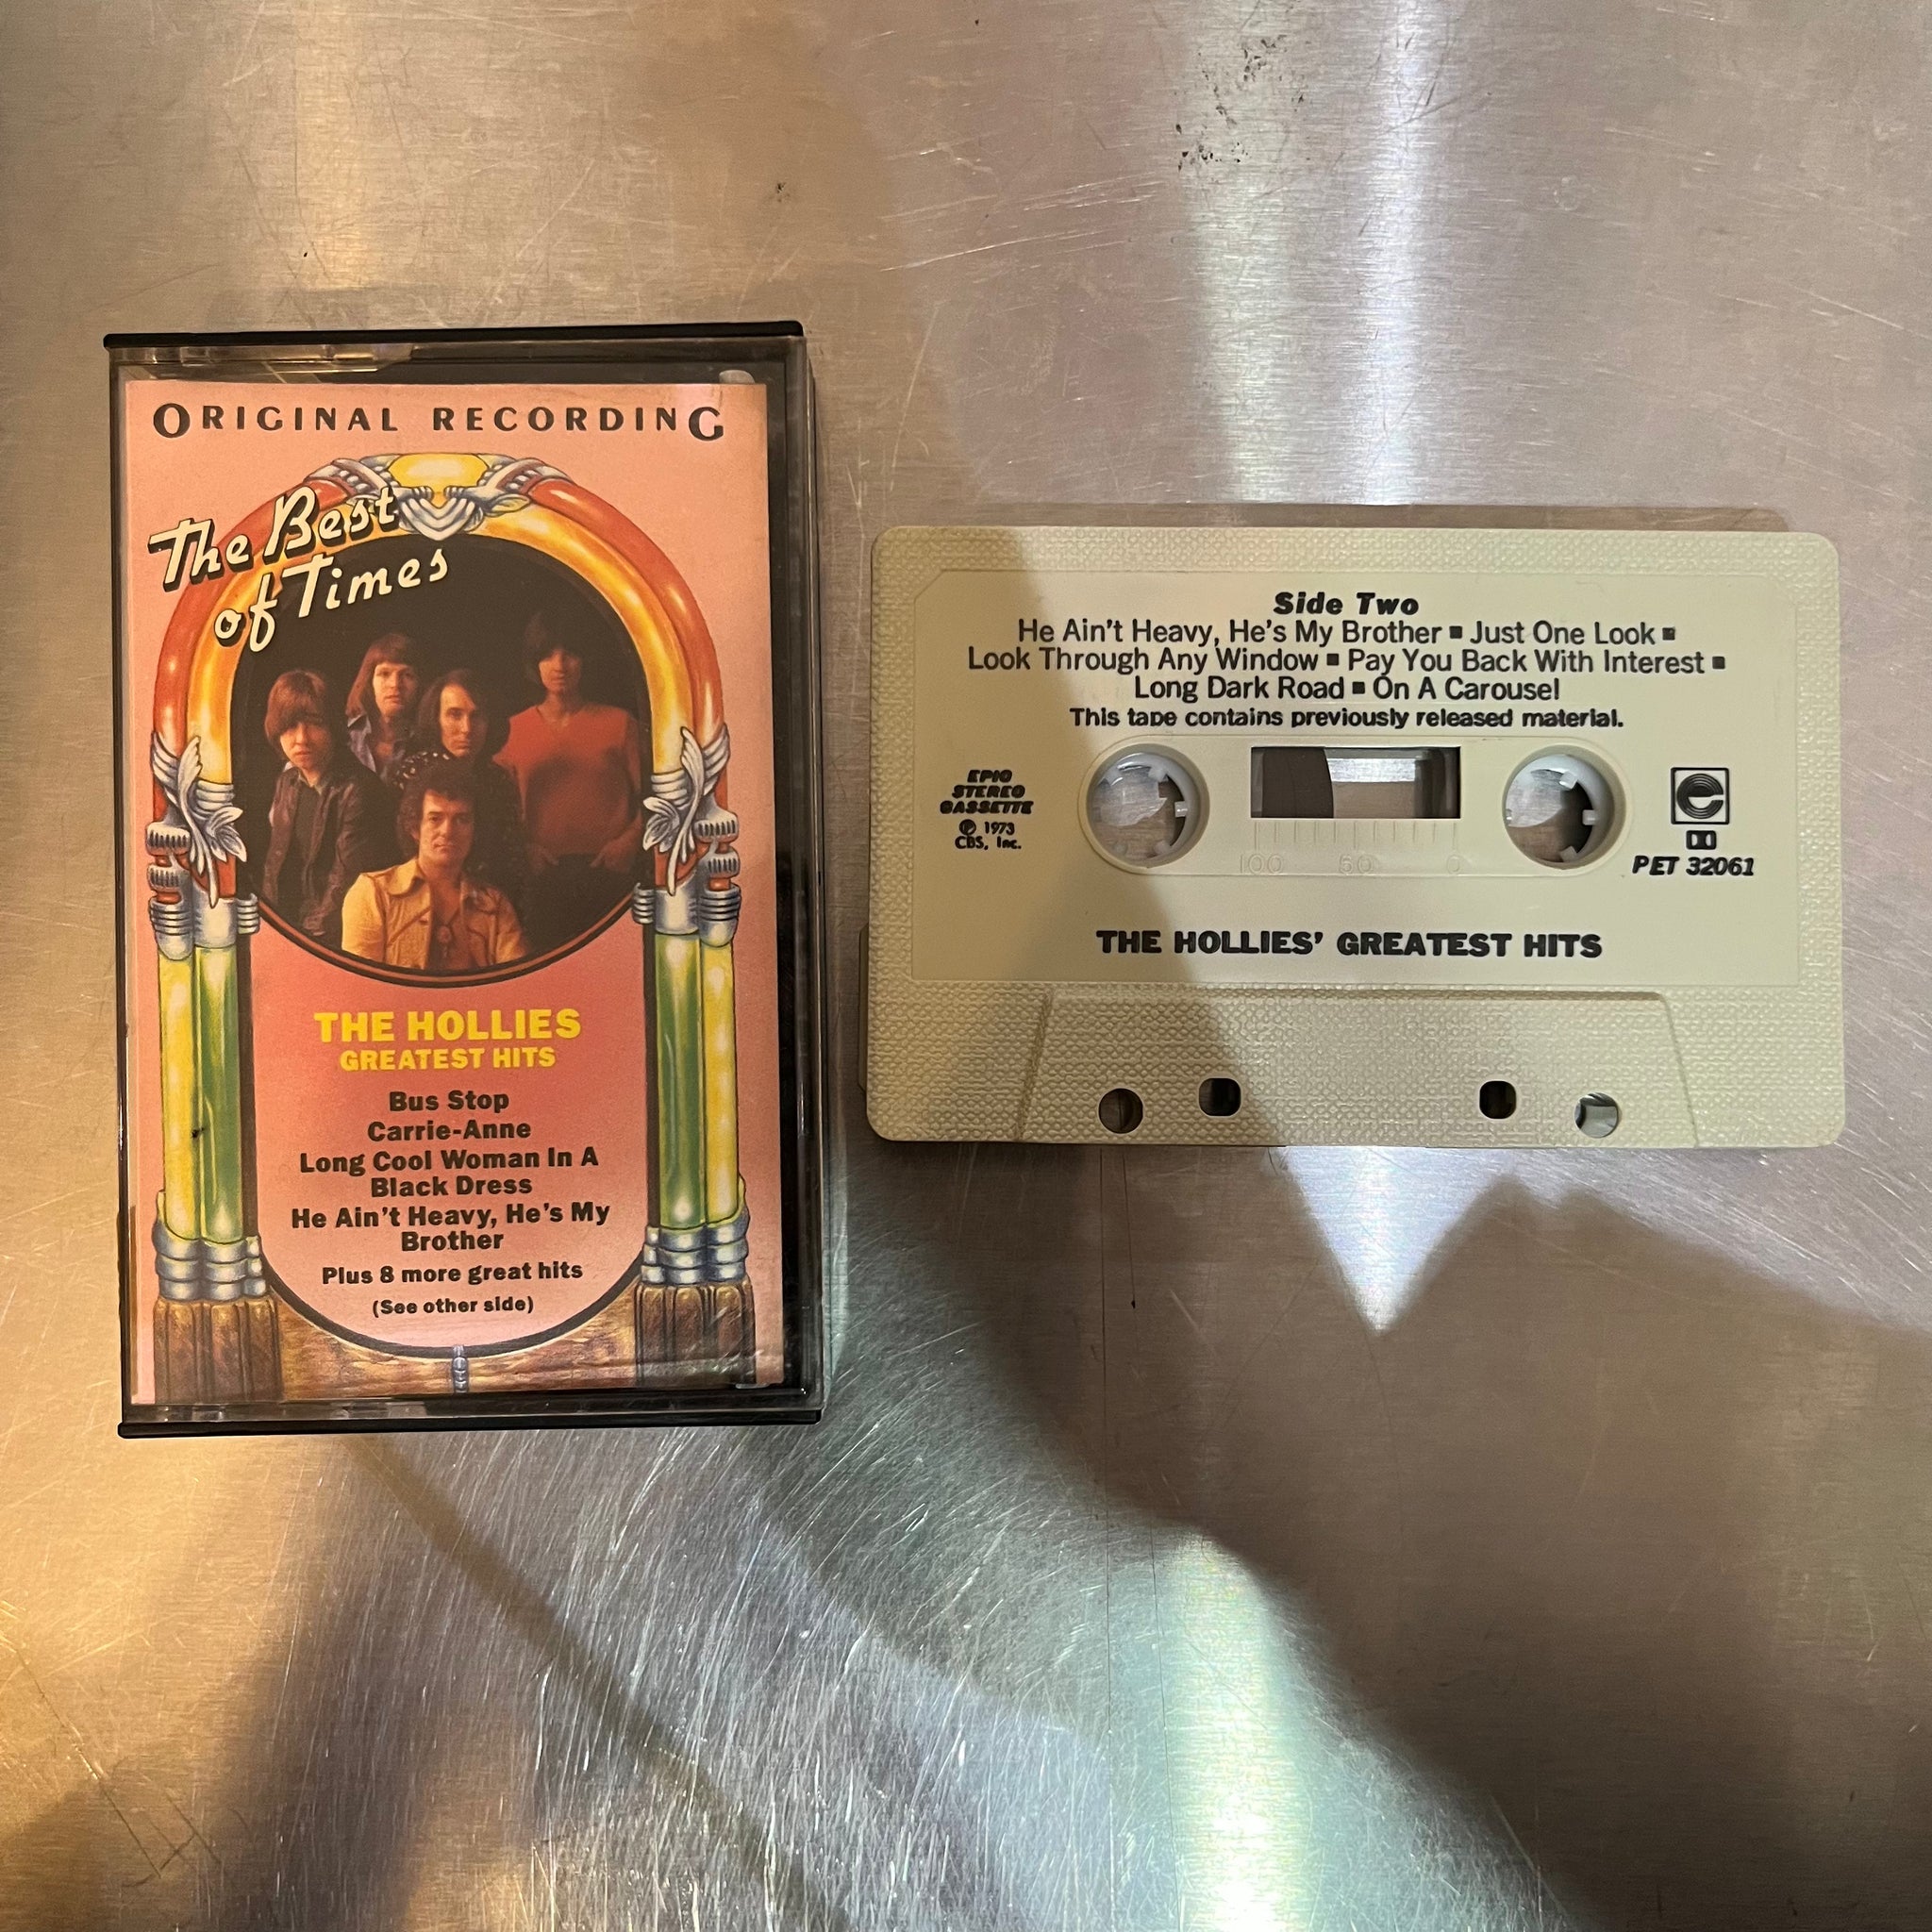 ORIGINAL RECORDING
The Best
of Times
THE HOLLIES
GREATEST HITS
Bus Stop
Carrie-Anne
Long Cool Woman In A
Black Dress
He Ain't Heavy, He's My
Brother
Plus 8 more great hits
(See other side)
Side Two
He Ain't Heavy, He's My Brother ■ Just One Look ■
Look Through Any Window ■ Pay You Back With Interest ■
Long Dark Road ■ On A Carousel
This tape contains previously released material.
EPIC
STEREO
CASSETTE
℗ 1973
CBS, Inc.
100 50 0
e
PET 32061
THE HOLLIES' GREATEST HITS